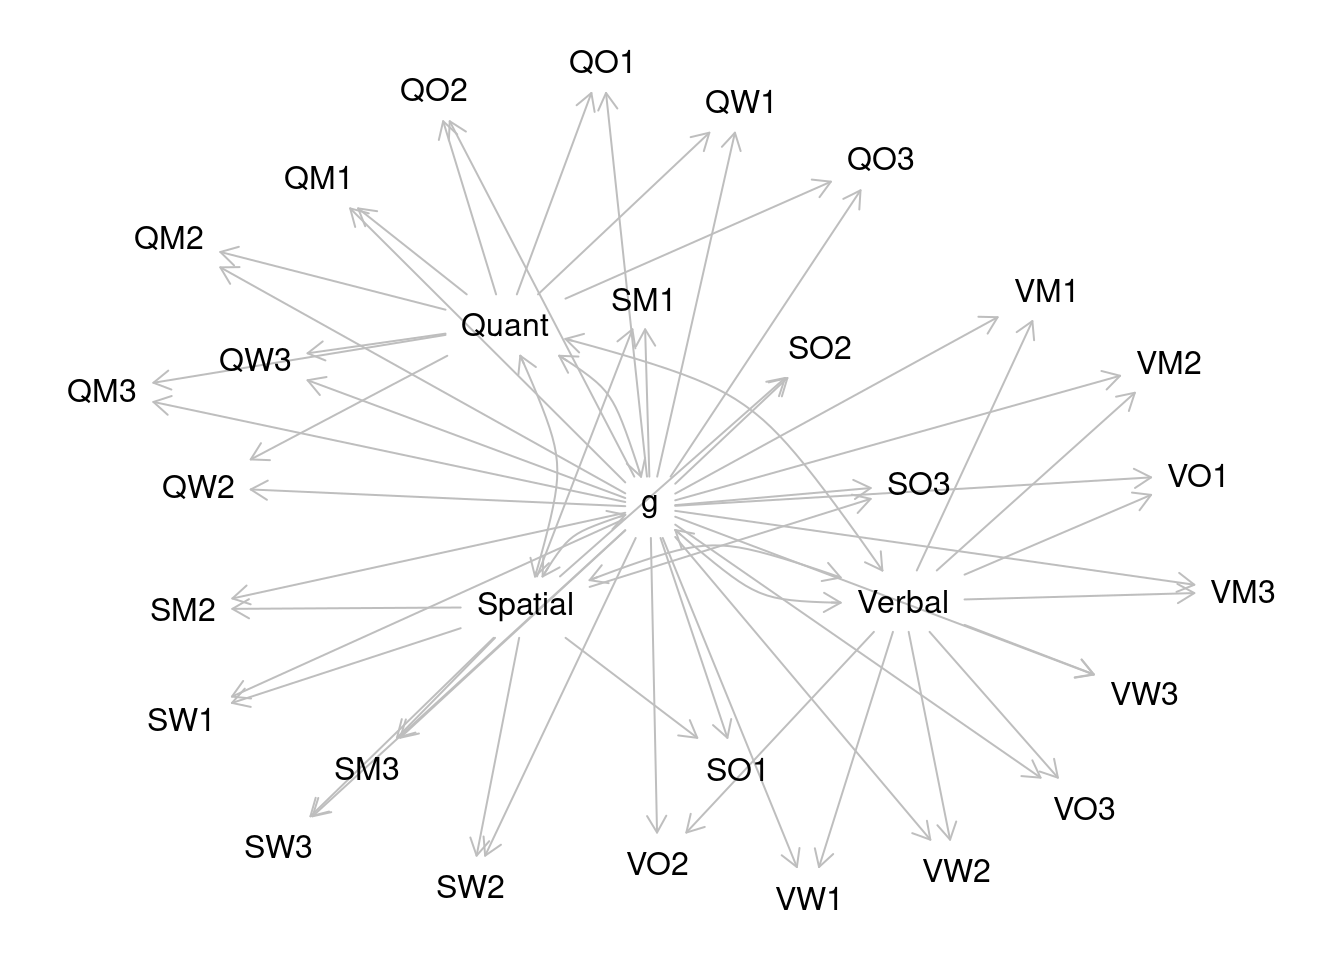 QO1
QO2
QW1
QO3
QM1
QM2
VM1
SM1
Quant
SO2
QW3
VM2
QM3
VO1
SO3
QW2
g
VM3
Verbal
Spatial
SM2
VW3
SW1
SM3
SO1
VO3
SW3
VO2
VW2
SW2
VW1